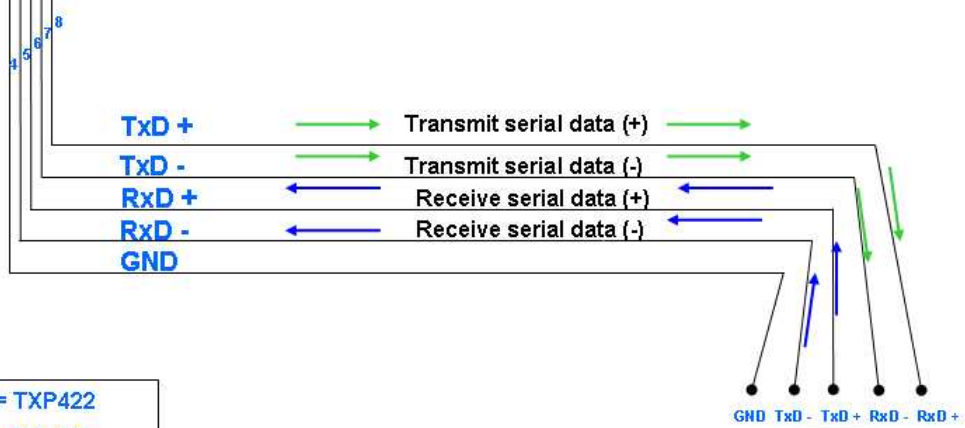 8
7
6
5
4
TxD + Transmit serial data (+)
TxD - Transmit serial data (-)
RxD + Receive serial data (+)
RxD - Receive serial data (-)
GND
= TXP422
GND TxD - TxD + RxD - RxD +